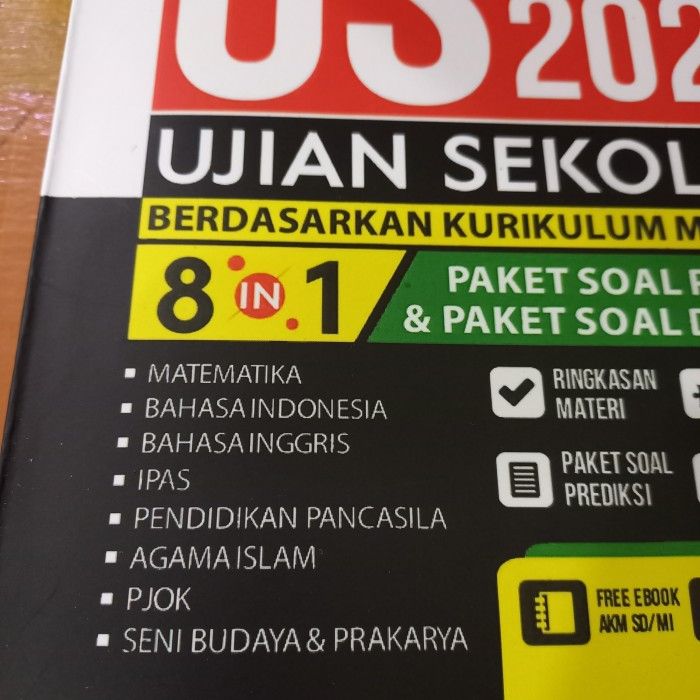 US 202
UJIAN SEKOL
BERDASARKAN KURIKULUM M
8 IN 1
PAKET SOAL
& PAKET SOAL
MATEMATIKA
BAHASA INDONESIA
BAHASA INGGRIS
IPAS
PENDIDIKAN PANCASILA
AGAMA ISLAM
PJOK
SENI BUDAYA & PRAKARYA
RINGKASAN
MATERI
PAKET SOAL
PREDIKSI
FREE EBOOK
AKM SD/MI